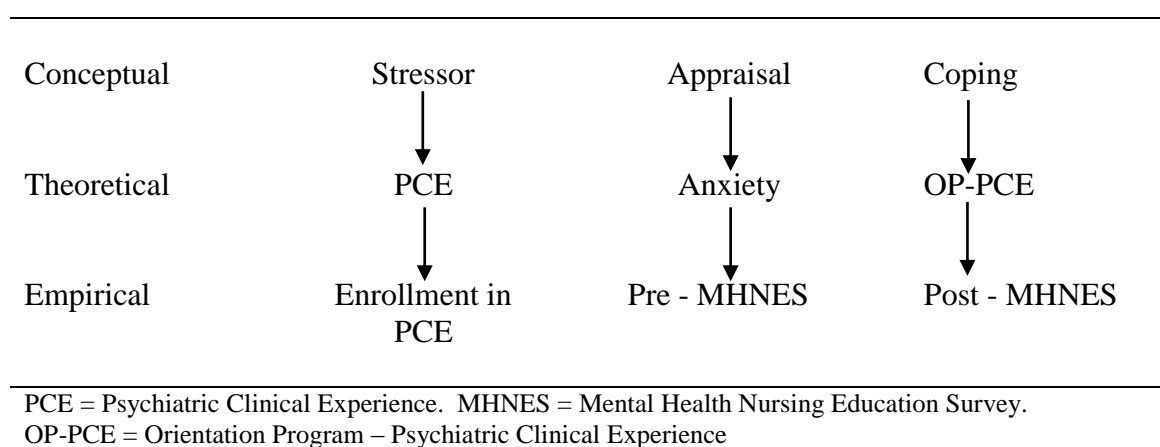 Conceptual Stressor Appraisal Coping
Theoretical PCE Anxiety OP-PCE
Empirical Enrollment in Pre - MHNES Post - MHNES
PCE
PCE = Psychiatric Clinical Experience. MHNES = Mental Health Nursing Education Survey.
OP-PCE = Orientation Program – Psychiatric Clinical Experience